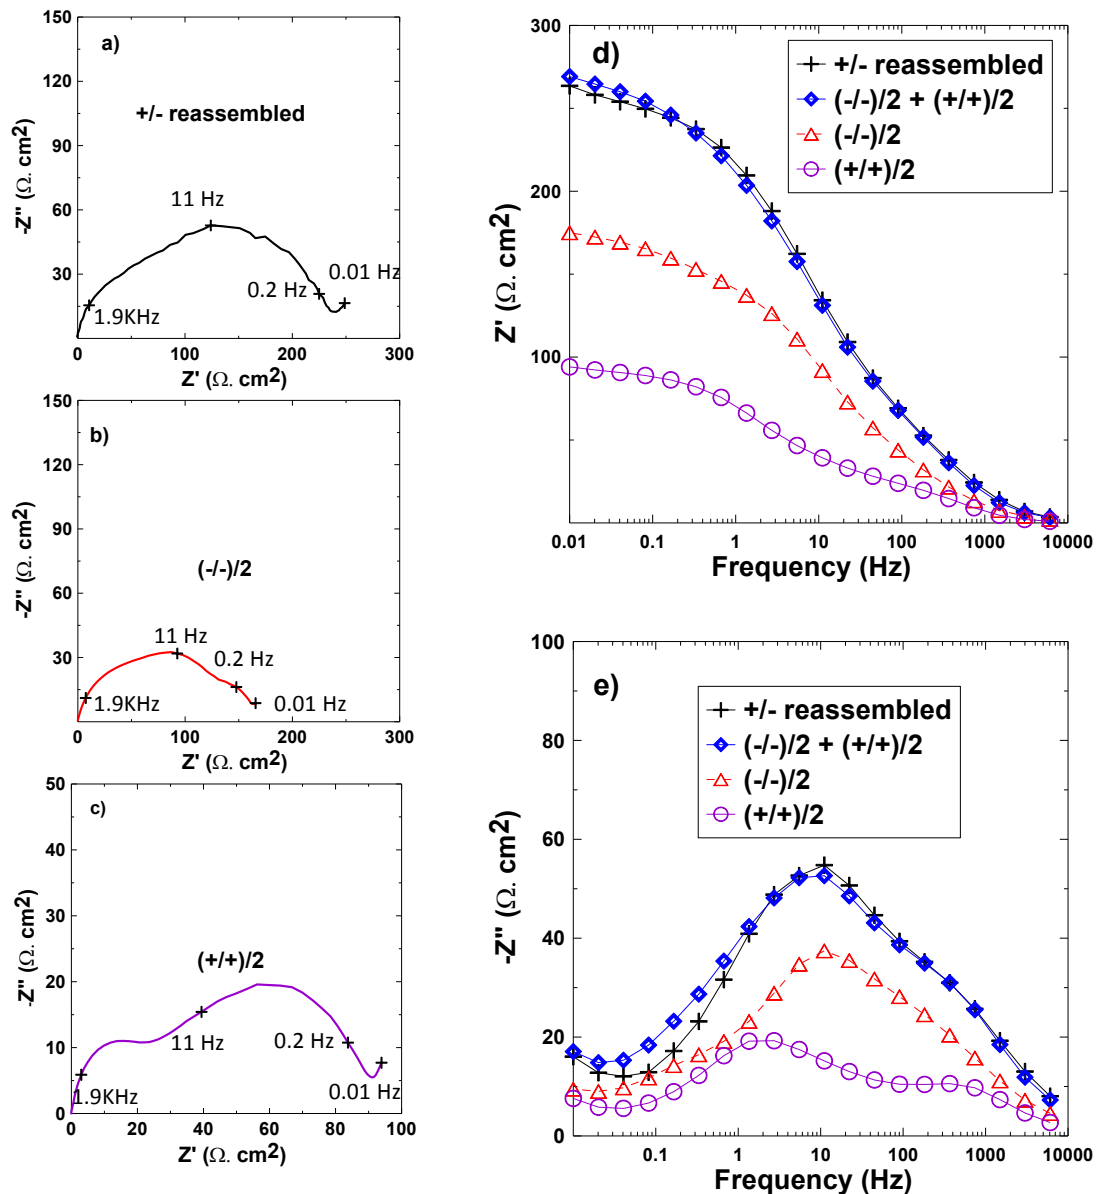 a)
+/- reassembled
11 Hz
0.01 Hz
0.2 Hz
1.9KHz
-Z" (Ω. cm2)
150
120
90
60
30
0
100
200
300
Z' (Ω. cm2)
b)
(-/-)/2
11 Hz
0.2 Hz
1.9KHz
0.01 Hz
-Z" (Ω. cm2)
150
120
90
60
30
0
100
200
300
Z' (Ω. cm2)
c)
(+/+)/2
11 Hz
0.2 Hz
1.9KHz
0.01 Hz
-Z" (Ω. cm2)
50
40
30
20
10
0
0
20
40
60
80
100
Z' (Ω. cm2)
d)
+/- reassembled
(-/-)/2 + (+/+)/2
(-/-)/2
(+/+)/2
Z' (Ω. cm2)
300
200
100
0.01
0.1
1
10
100
1000
10000
Frequency (Hz)
e)
+/- reassembled
(-/-)/2 + (+/+)/2
(-/-)/2
(+/+)/2
-Z" (Ω. cm2)
100
80
60
40
20
0
0.1
1
10
100
1000
10000
Frequency (Hz)